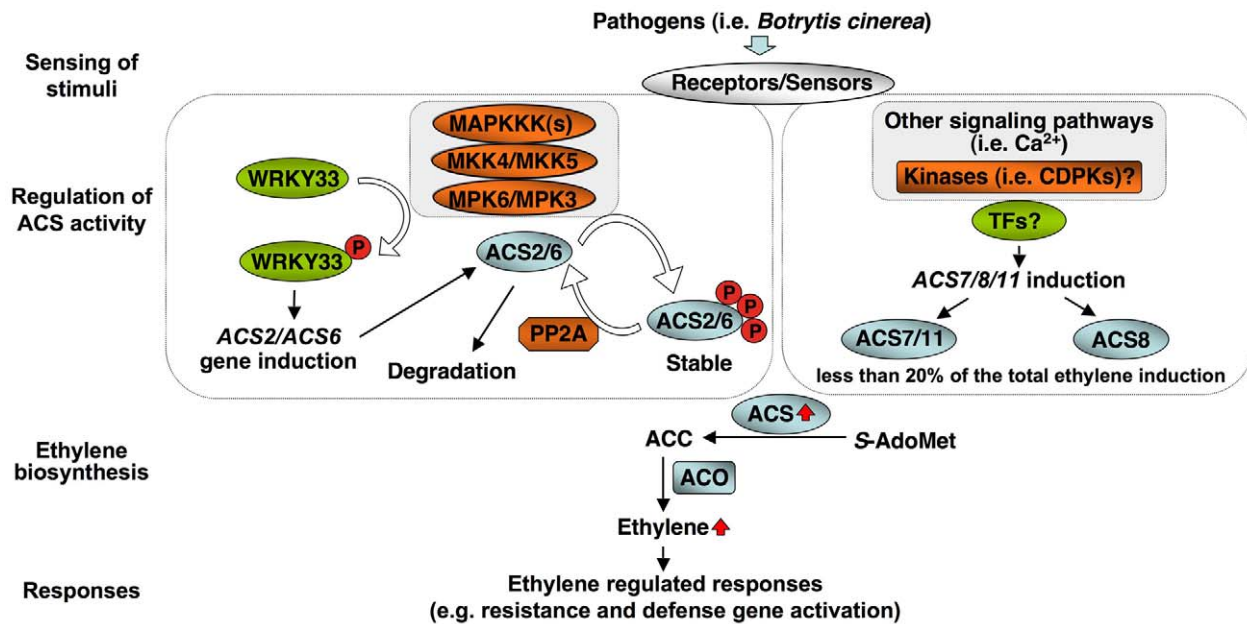 Pathogens (i.e. Botrytis cinerea)
Sensing of
stimuli
Receptors/Sensors
Regulation of
ACS activity
MAPKKK(s)
MKK4/MKK5
MPK6/MPK3
WRKY33
WRKY33
P
ACS2/ACS6
gene induction
ACS2/6
Degradation
PP2A
ACS2/6
P
P
P
Stable
Other signaling pathways
(i.e. Ca²⁺)
Kinases (i.e. CDPKs)?
TFs?
ACS7/8/11 induction
ACS7/11
ACS8
less than 20% of the total ethylene induction
Ethylene
biosynthesis
ACS
ACC
S-AdoMet
ACO
Ethylene
Responses
Ethylene regulated responses
(e.g. resistance and defense gene activation)